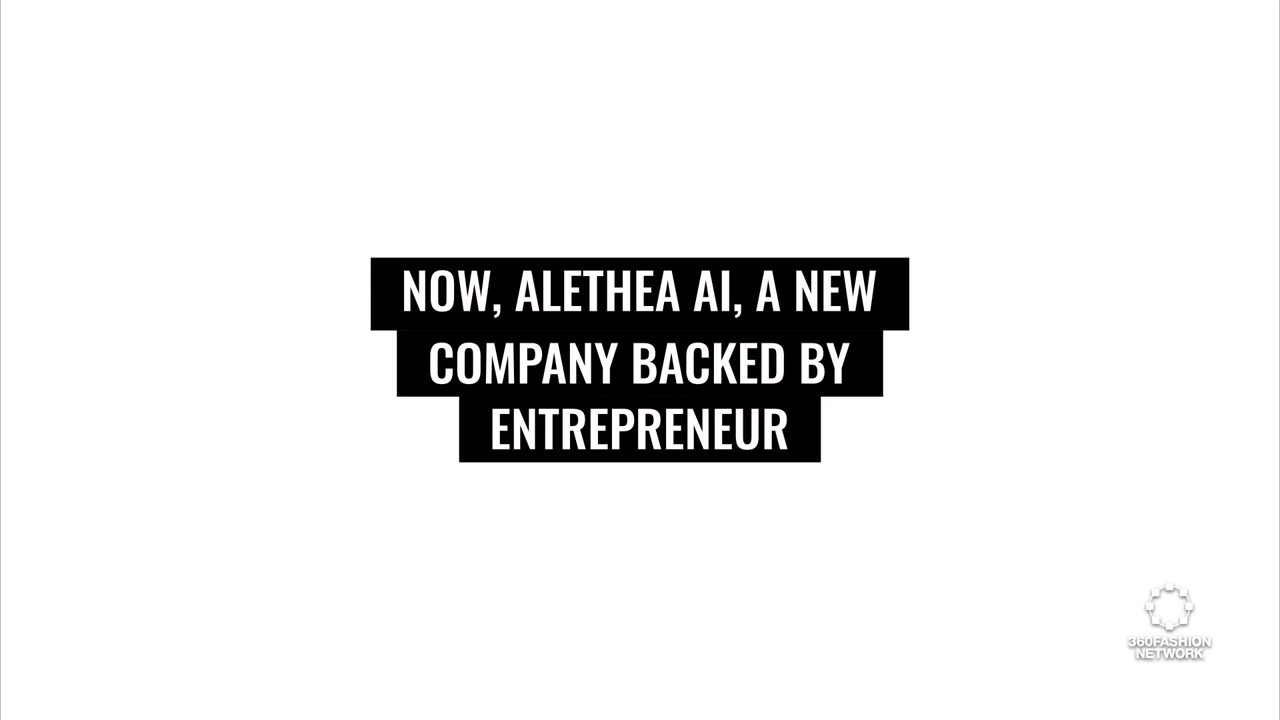 NOW, ALETHEA AI, A NEW
COMPANY BACKED BY
ENTREPRENEUR
360FASHION
NETWORK